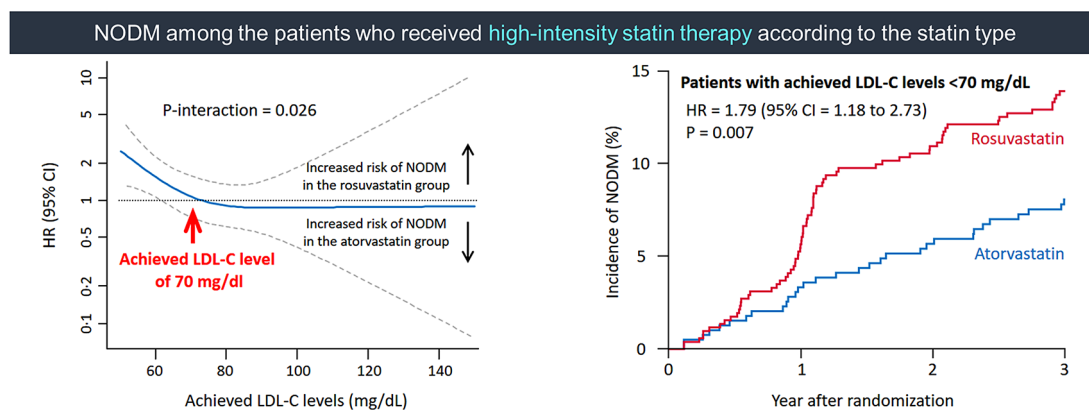 NODM among the patients who received high-intensity statin therapy according to the statin type
HR (95% CI)
10
5
2
1
0·5
0·2
0·1
P-interaction = 0.026
Increased risk of NODM
in the rosuvastatin group
Increased risk of NODM
in the atorvastatin group
Achieved LDL-C level
of 70 mg/dl
60
80
100
120
140
Achieved LDL-C levels (mg/dL)
Incidence of NODM (%)
15
10
5
0
Patients with achieved LDL-C levels <70 mg/dL
HR = 1.79 (95% CI = 1.18 to 2.73)
P = 0.007
Rosuvastatin
Atorvastatin
0
1
2
3
Year after randomization